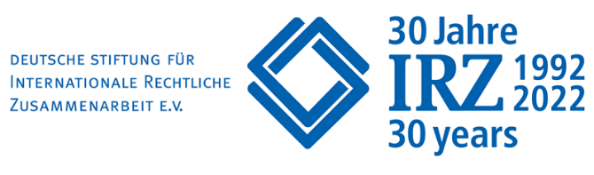 DEUTSCHE STIFTUNG FÜR
INTERNATIONALE RECHTLICHE
ZUSAMMENARBEIT E.V.
30 Jahre
IRZ 1992
2022
30 years